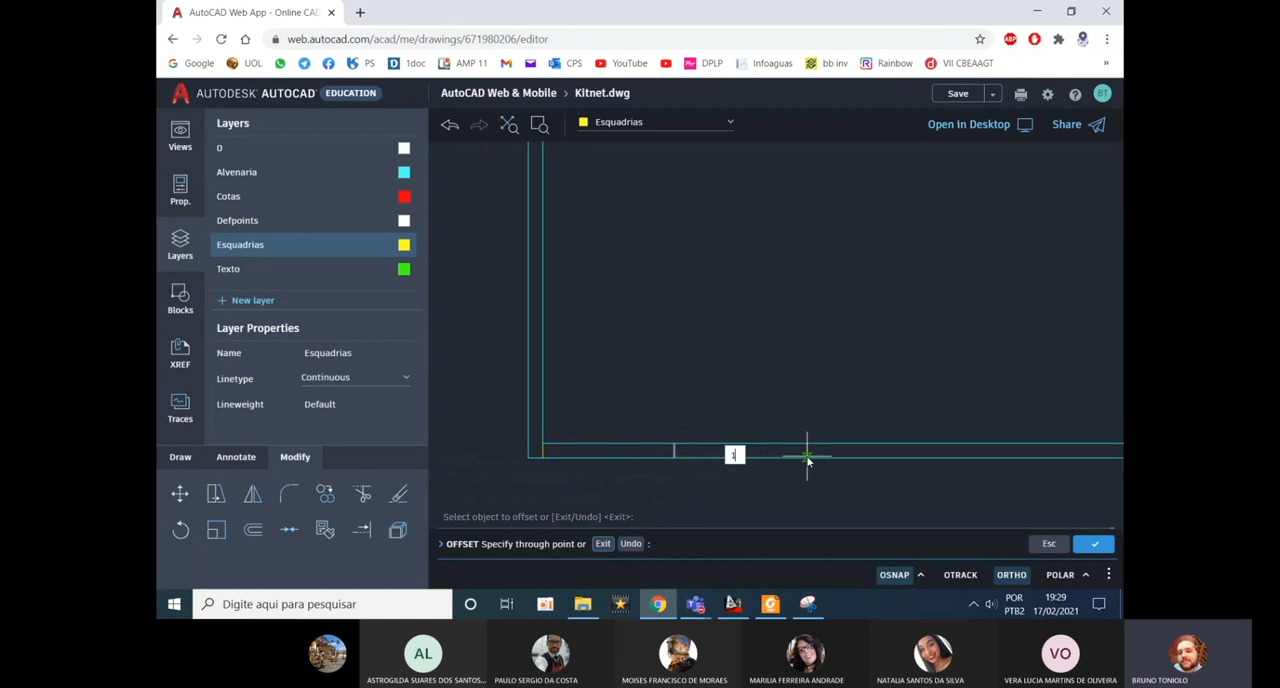 AutoCAD Web App - Online CAD
web.autocad.com/acad/me/drawings/671980206/editor
Google UOL PS 1doc AMP 11 CPS YouTube DPLP Infoaguas bb inv Rainbow VII CBEAAGT »
AUTODESK® AUTOCAD EDUCATION
AutoCAD Web & Mobile > Kitnet.dwg
Save
BT
Views
Prop.
Layers
Blocks
XREF
Traces
Layers
0
Alvenaria
Cotas
Defpoints
Esquadrias
Texto
+ New layer
Layer Properties
Name Esquadrias
Linetype Continuous
Lineweight Default
Draw Annotate Modify
Esquadrias
Open in Desktop
Share
1
Select object to offset or [Exit/Undo] <Exit>:
OFFSET Specify through point or Exit Undo :
Esc
OSNAP OTRACK ORTHO POLAR
Digite aqui para pesquisar
POR
PTB2
19:29
17/02/2021
AL
VO
ASTROGILDA SUARES DOS SANTOS...
PAULO SERGIO DA COSTA
MOISES FRANCISCO DE MORAES
MARILIA FERREIRA ANDRADE
NATALIA SANTOS DA SILVA
VERA LUCIA MARTINS DE OLIVEIRA
BRUNO TONIOLO